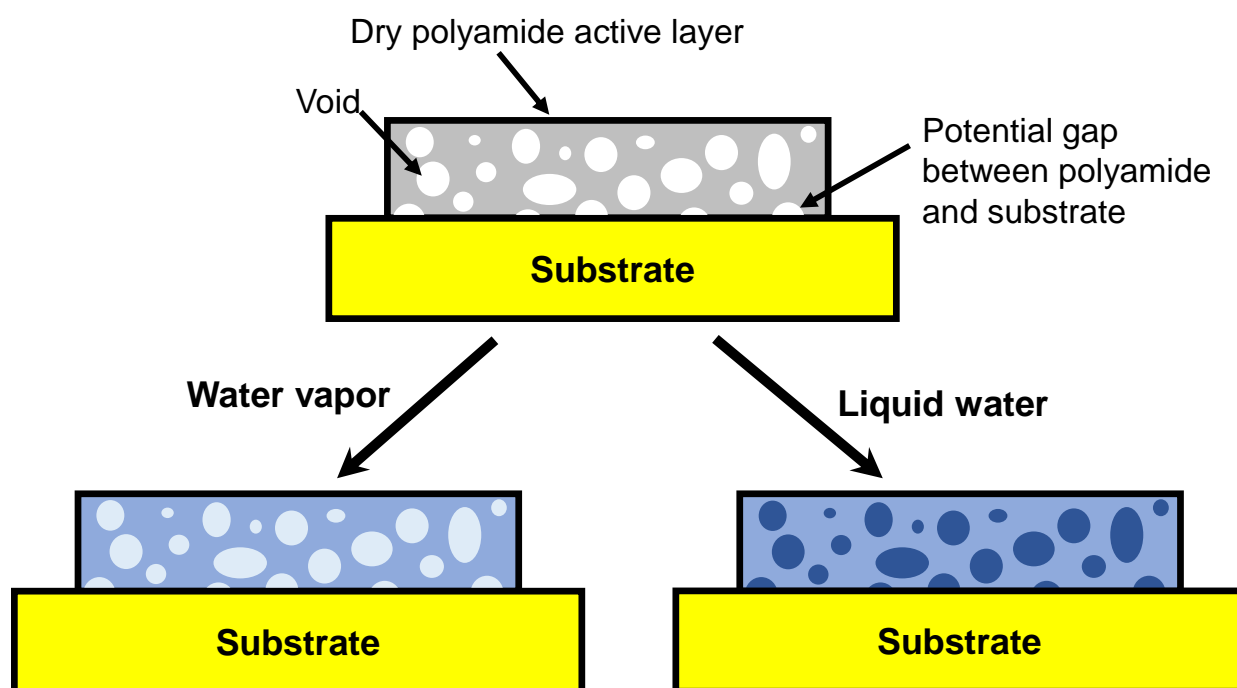 Dry polyamide active layer
Void
Potential gap
between polyamide
and substrate
Substrate
Water vapor
Liquid water
Substrate
Substrate